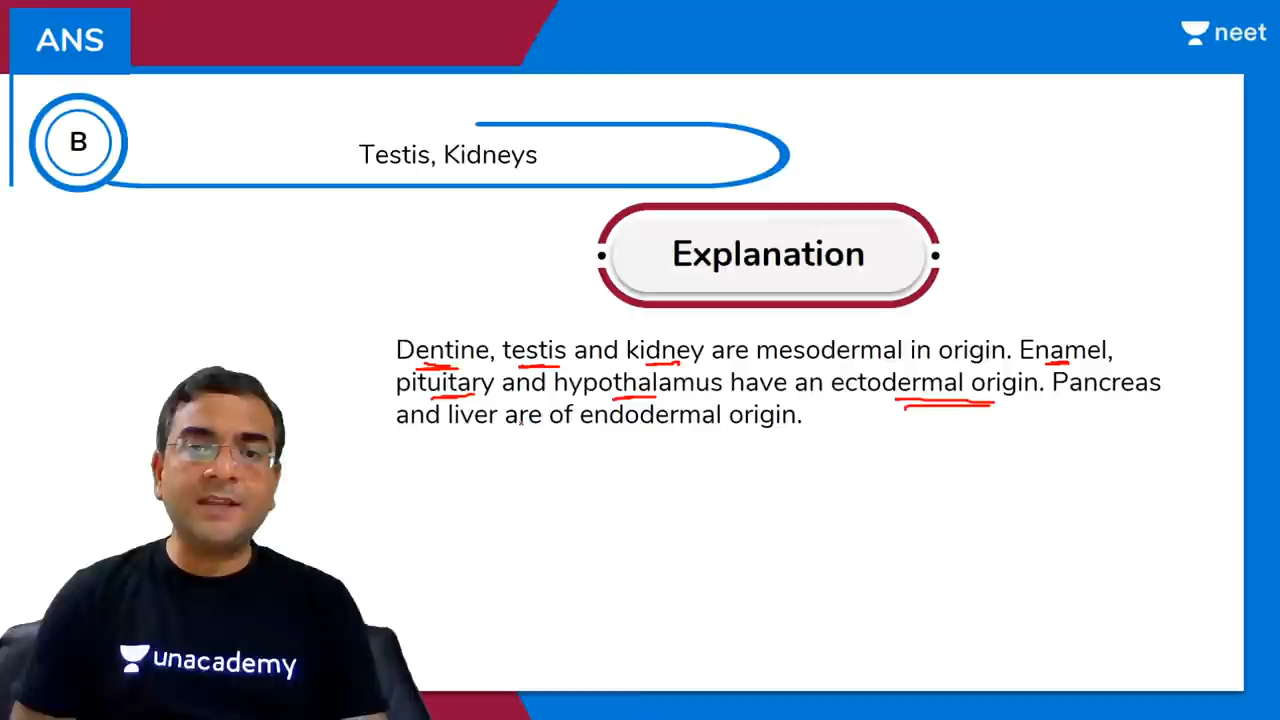 ANS
neet
B
Testis, Kidneys
Explanation
Dentine, testis and kidney are mesodermal in origin. Enamel,
pituitary and hypothalamus have an ectodermal origin. Pancreas
and liver are of endodermal origin.
unacademy